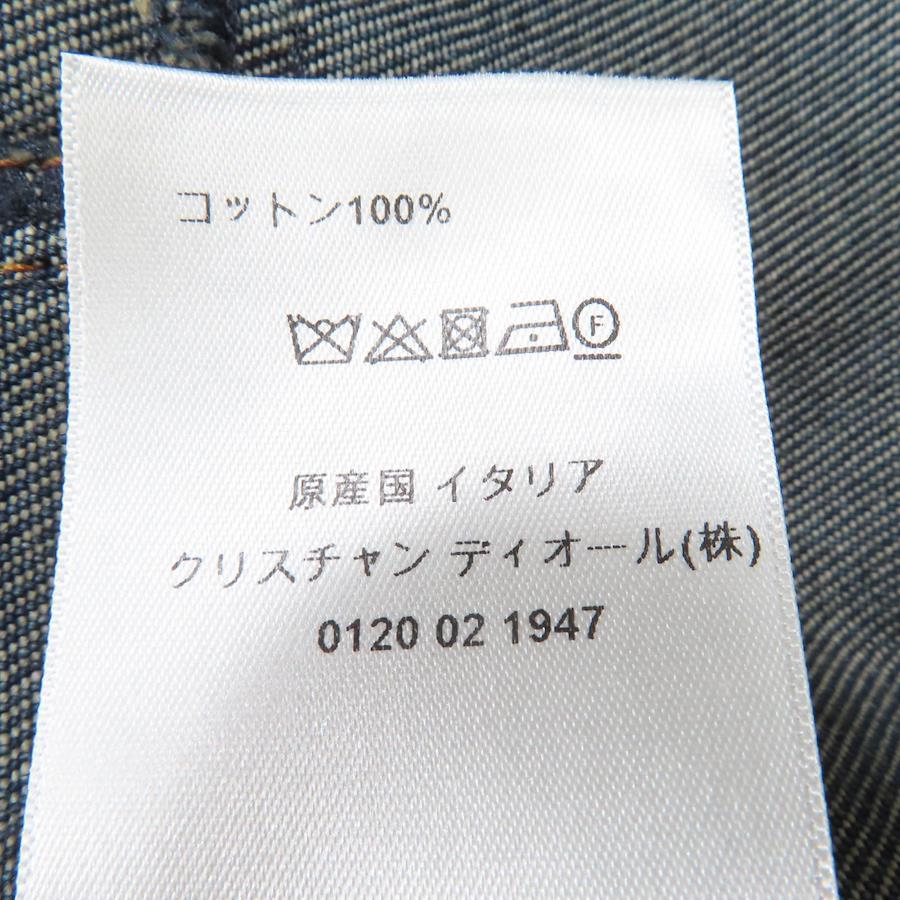 コットン100%
F
原産国 イタリア
クリスチャン ディオール(株)
0120 02 1947